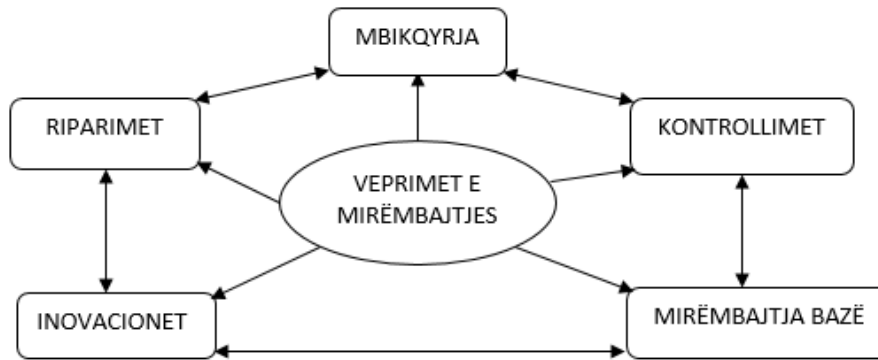 MBIKQYRJA
RIPARIMET
KONTROLLIMET
VEPRIMET E
MIRËMBAJTJES
INOVACIONET
MIRËMBAJTJA BAZË